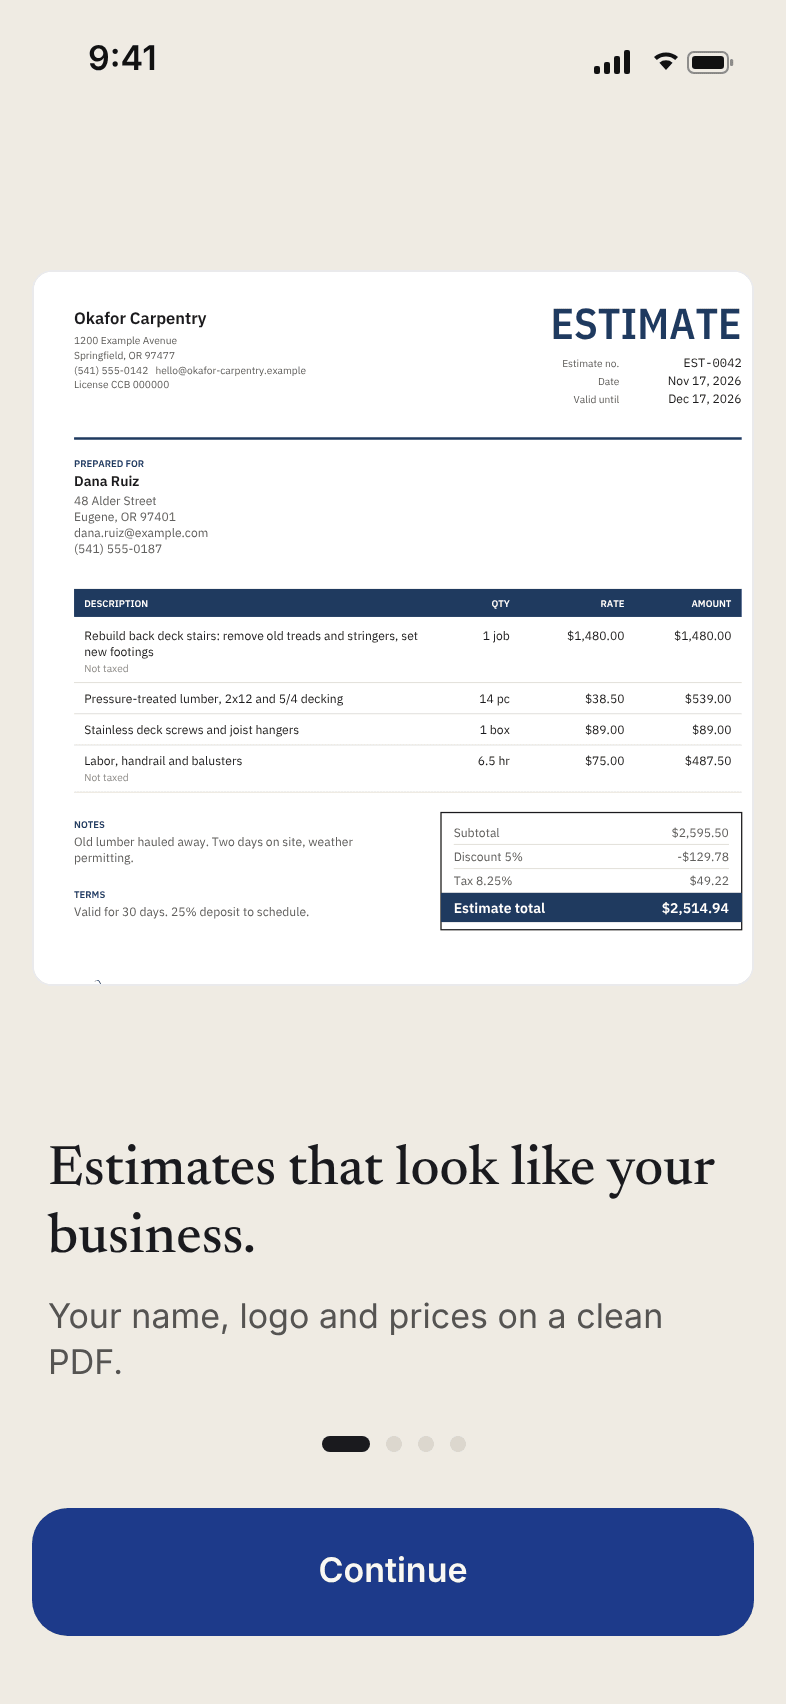 9:41
Okafor Carpentry
1200 Example Avenue
Springfield, OR 97477
(541) 555-0142 hello@okafor-carpentry.example
License CCB 000000
ESTIMATE
Estimate no. EST-0042
Date Nov 17, 2026
Valid until Dec 17, 2026
PREPARED FOR
Dana Ruiz
48 Alder Street
Eugene, OR 97401
dana.ruiz@example.com
(541) 555-0187
DESCRIPTION QTY RATE AMOUNT
Rebuild back deck stairs: remove old treads and stringers, set 1 job $1,480.00 $1,480.00
new footings
Not taxed
Pressure-treated lumber, 2x12 and 5/4 decking 14 pc $38.50 $539.00
Stainless deck screws and joist hangers 1 box $89.00 $89.00
Labor, handrail and balusters 6.5 hr $75.00 $487.50
Not taxed
NOTES
Old lumber hauled away. Two days on site, weather
permitting.
TERMS
Valid for 30 days. 25% deposit to schedule.
Subtotal $2,595.50
Discount 5% -$129.78
Tax 8.25% $49.22
Estimate total $2,514.94
Estimates that look like your
business.
Your name, logo and prices on a clean
PDF.
Continue